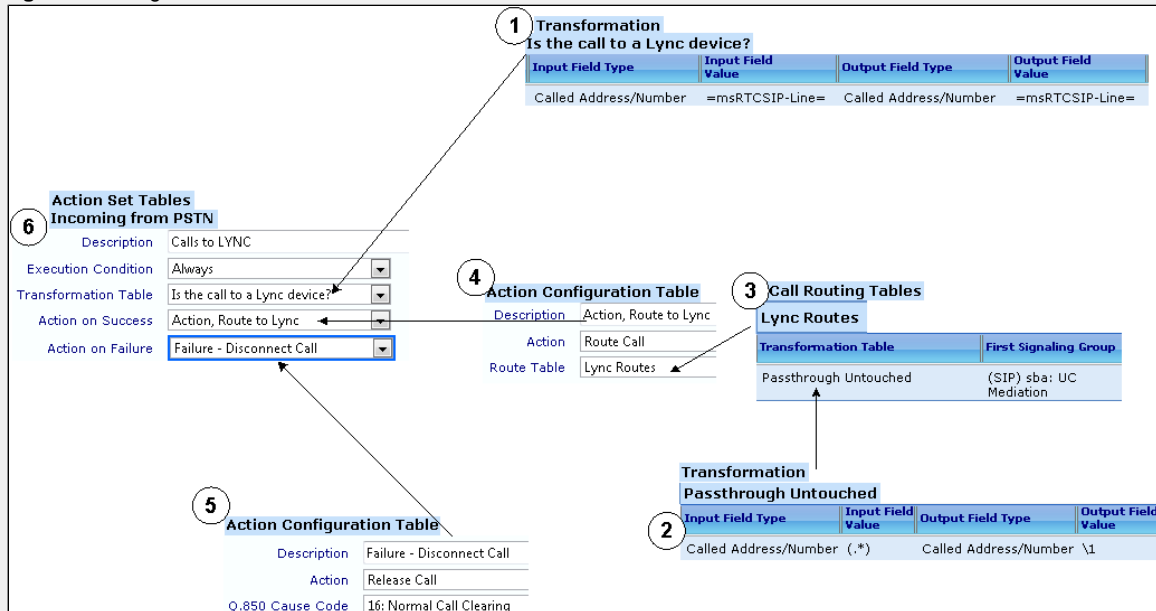 1
Transformation
Is the call to a Lync device?
Input Field Type Input Field Value Output Field Type Output Field Value
Called Address/Number =msRTCSIP-Line= Called Address/Number =msRTCSIP-Line=
6
Action Set Tables
Incoming from PSTN
Description Calls to LYNC
Execution Condition Always
Transformation Table Is the call to a Lync device?
Action on Success Action, Route to Lync
Action on Failure Failure - Disconnect Call
4
Action Configuration Table
Description Action, Route to Lync
Action Route Call
Route Table Lync Routes
3
Call Routing Tables
Lync Routes
Transformation Table First Signaling Group
Passthrough Untouched (SIP) sba: UC Mediation
Transformation
Passthrough Untouched
2
Input Field Type Input Field Value Output Field Type Output Field Value
Called Address/Number (.*) Called Address/Number \1
5
Action Configuration Table
Description Failure - Disconnect Call
Action Release Call
Q.850 Cause Code 16: Normal Call Clearing